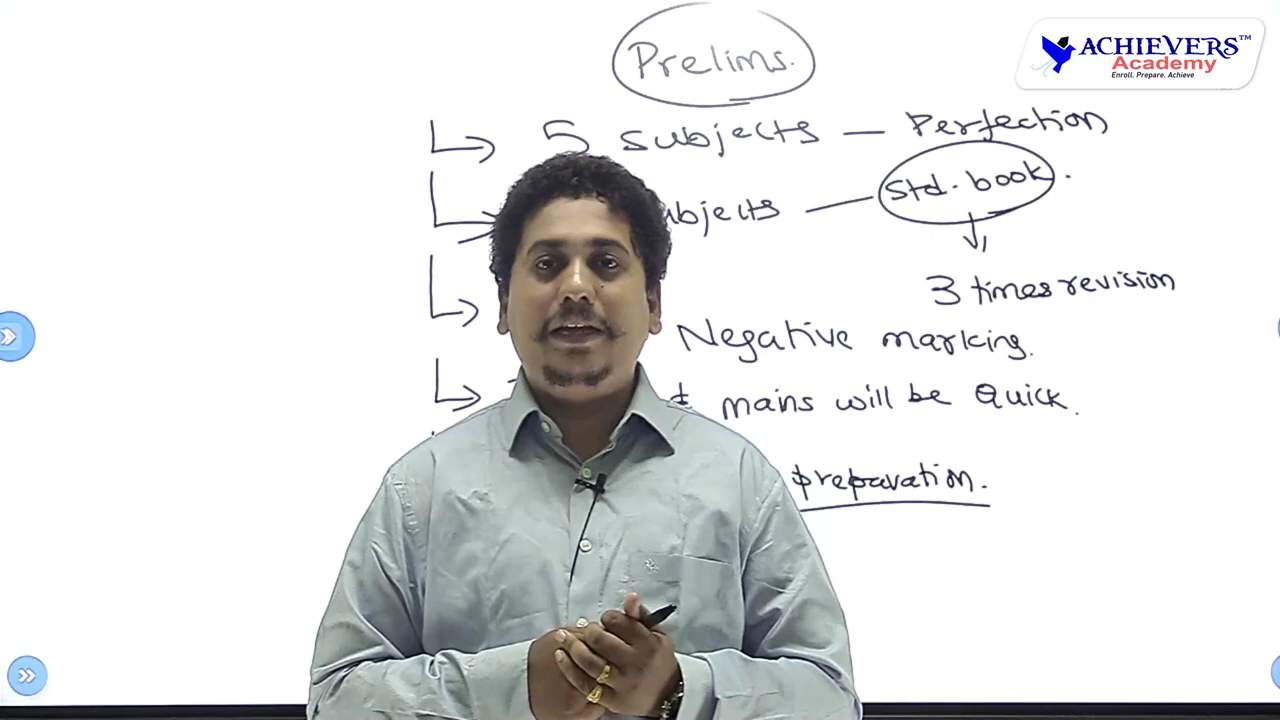 Prelims.
ACHIEVERS™
Academy
Enroll. Prepare. Achieve
5 subjects — Perfection
subjects — Std. book.
3 times revision
Negative marking.
mains will be Quick.
preparation.